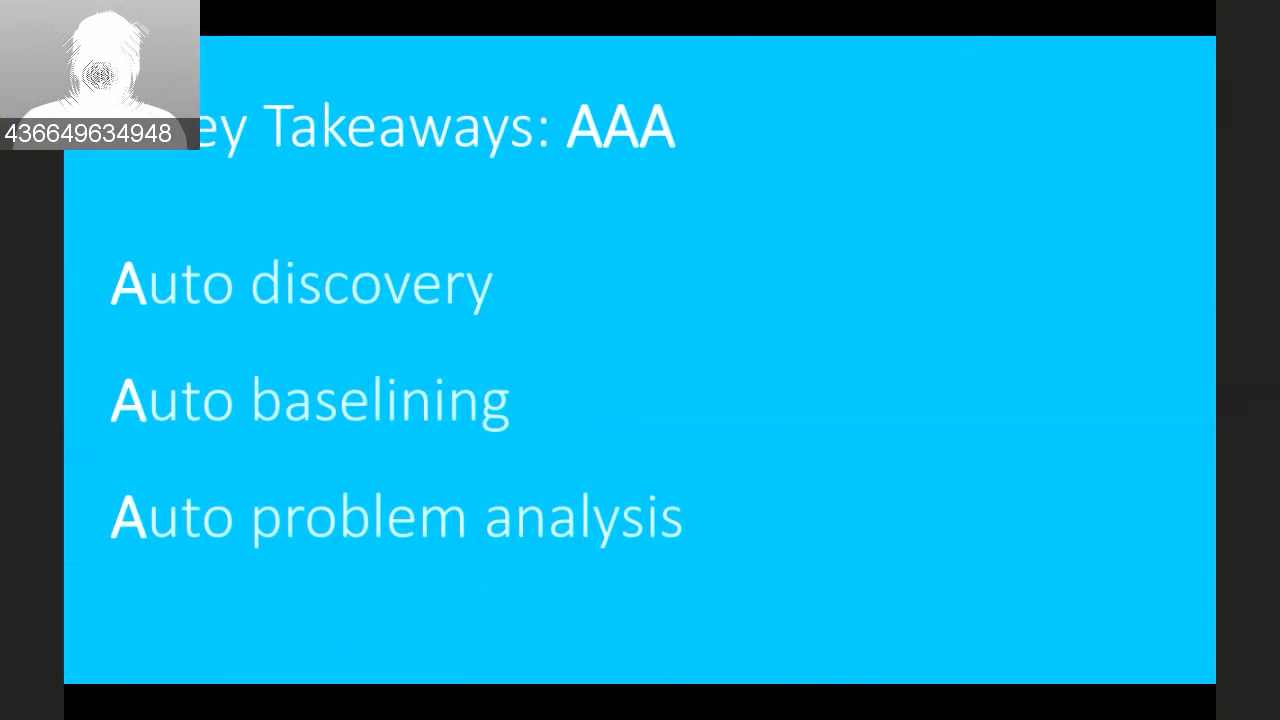 436649634948
ey Takeaways: AAA
Auto discovery
Auto baselining
Auto problem analysis